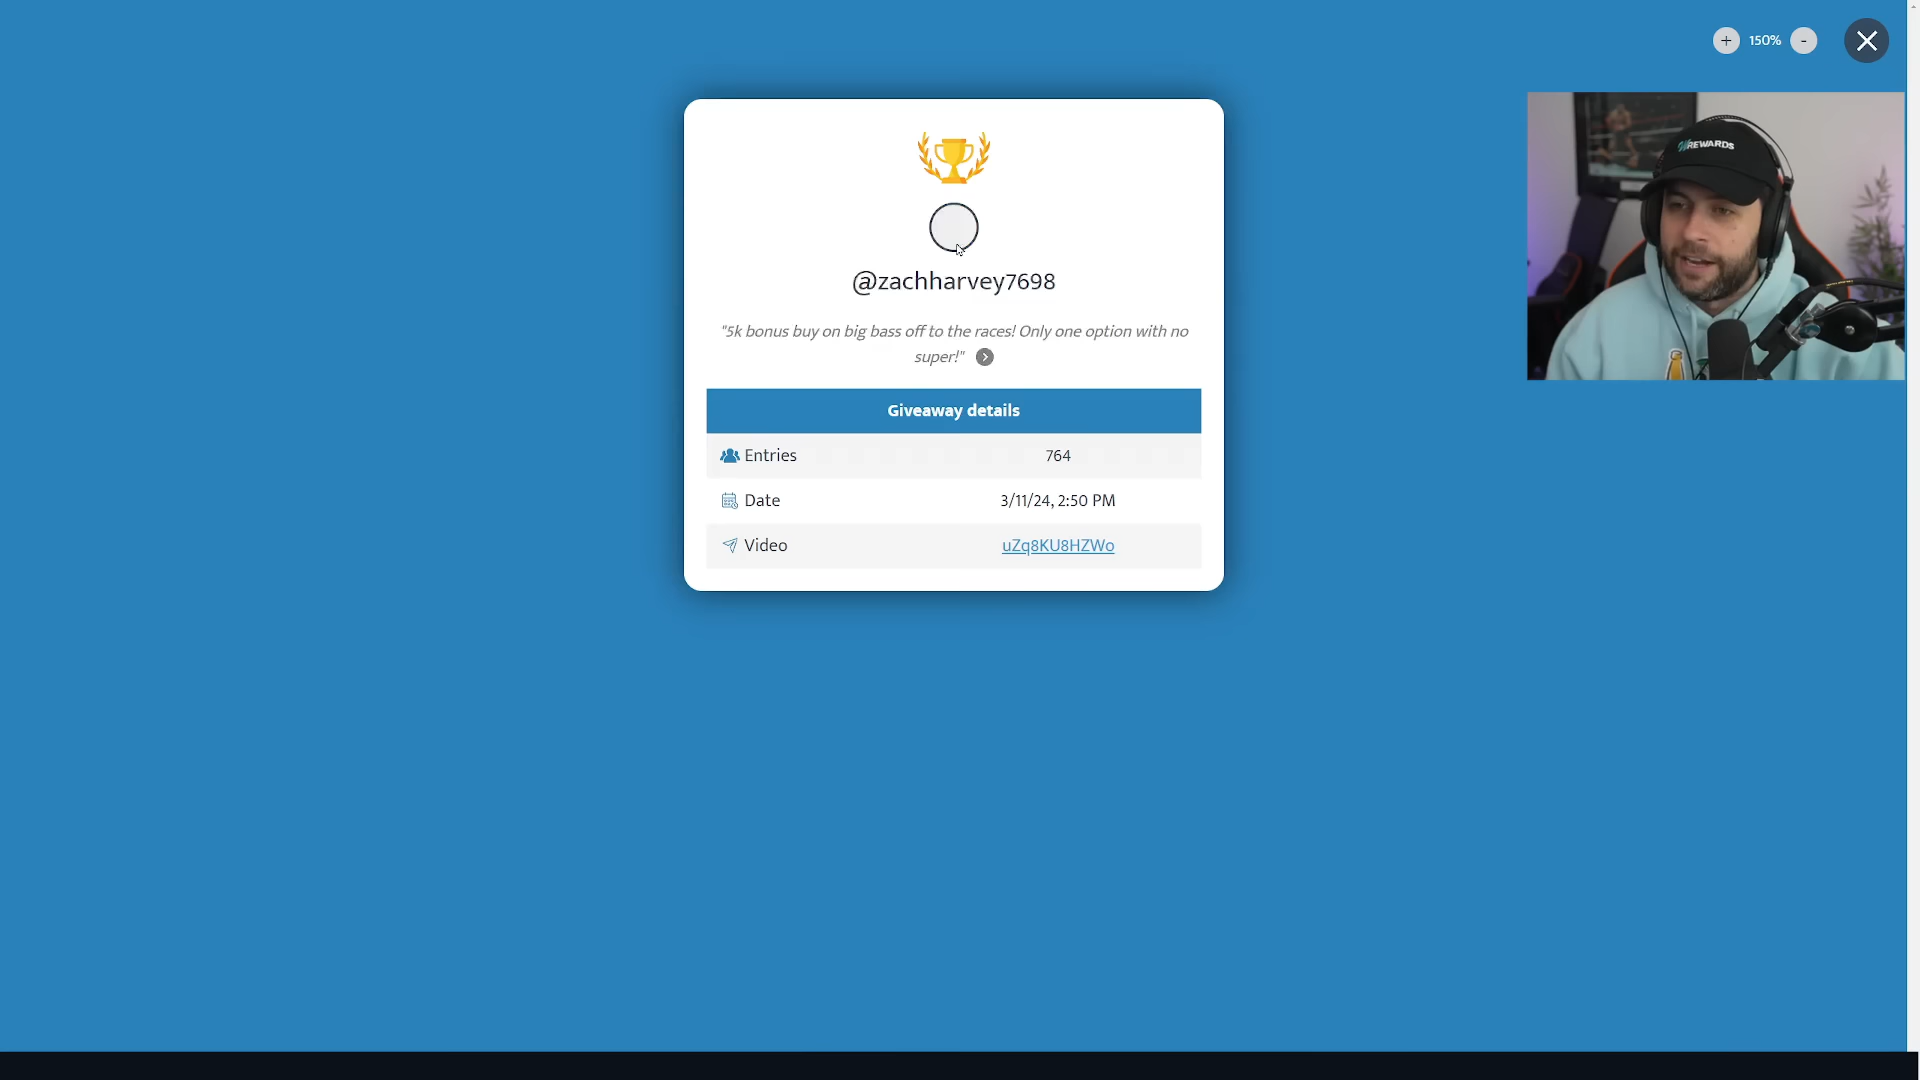 + 150% -
REWARDS
@zachharvey7698
"5k bonus buy on big bass off to the races! Only one option with no
super!"
Giveaway details
Entries 764
Date 3/11/24, 2:50 PM
Video uZq8KU8HZWo